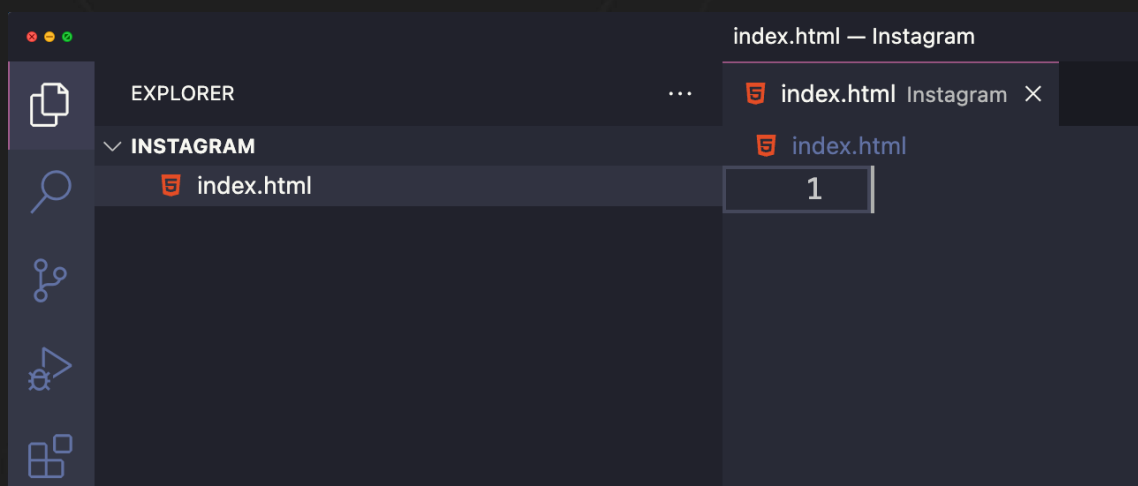 index.html — Instagram
EXPLORER
INSTAGRAM
index.html
index.html Instagram
index.html
1